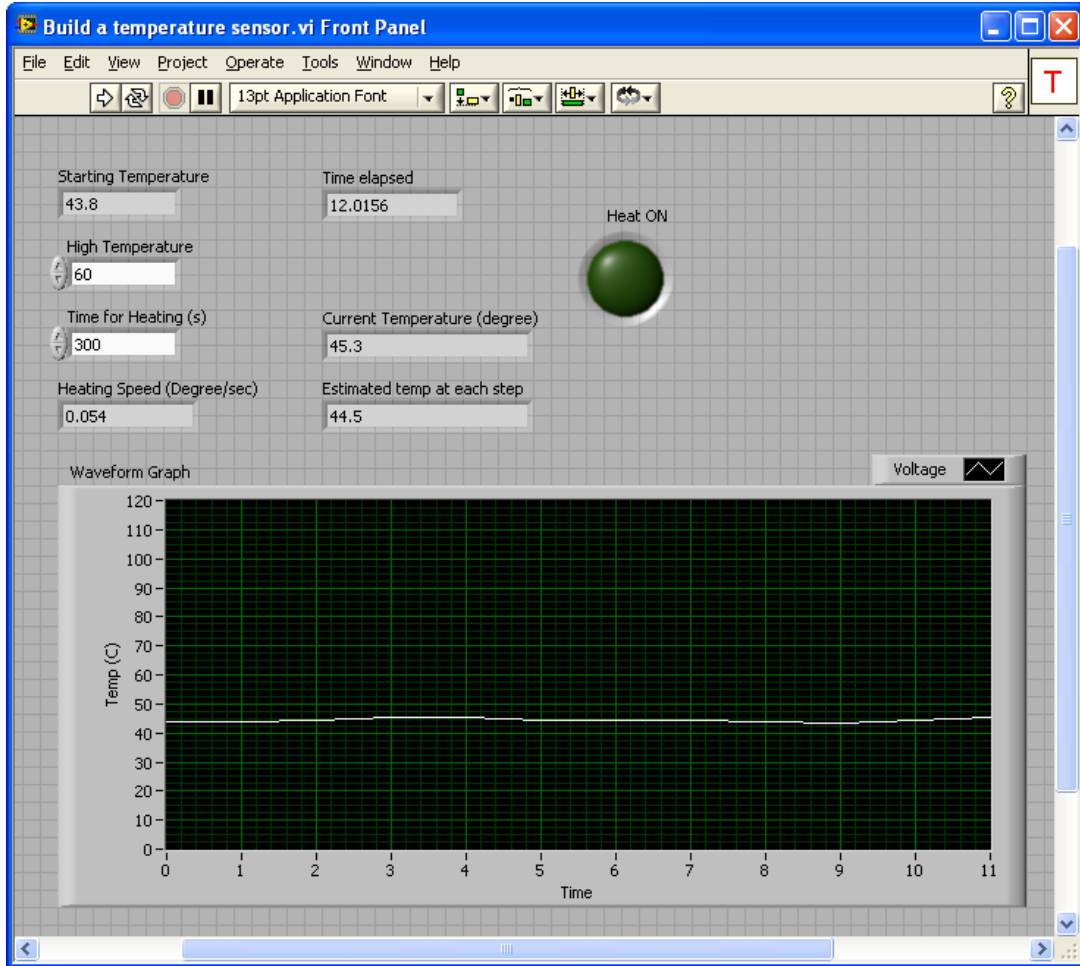 Build a temperature sensor.vi Front Panel
File Edit View Project Operate Tools Window Help
13pt Application Font
T
Starting Temperature
43.8
Time elapsed
12.0156
Heat ON
High Temperature
60
Time for Heating (s)
300
Current Temperature (degree)
45.3
Heating Speed (Degree/sec)
0.054
Estimated temp at each step
44.5
Waveform Graph
Voltage
120
110
100
90
80
70
60
50
40
30
20
10
0
Temp (C)
0 1 2 3 4 5 6 7 8 9 10 11
Time